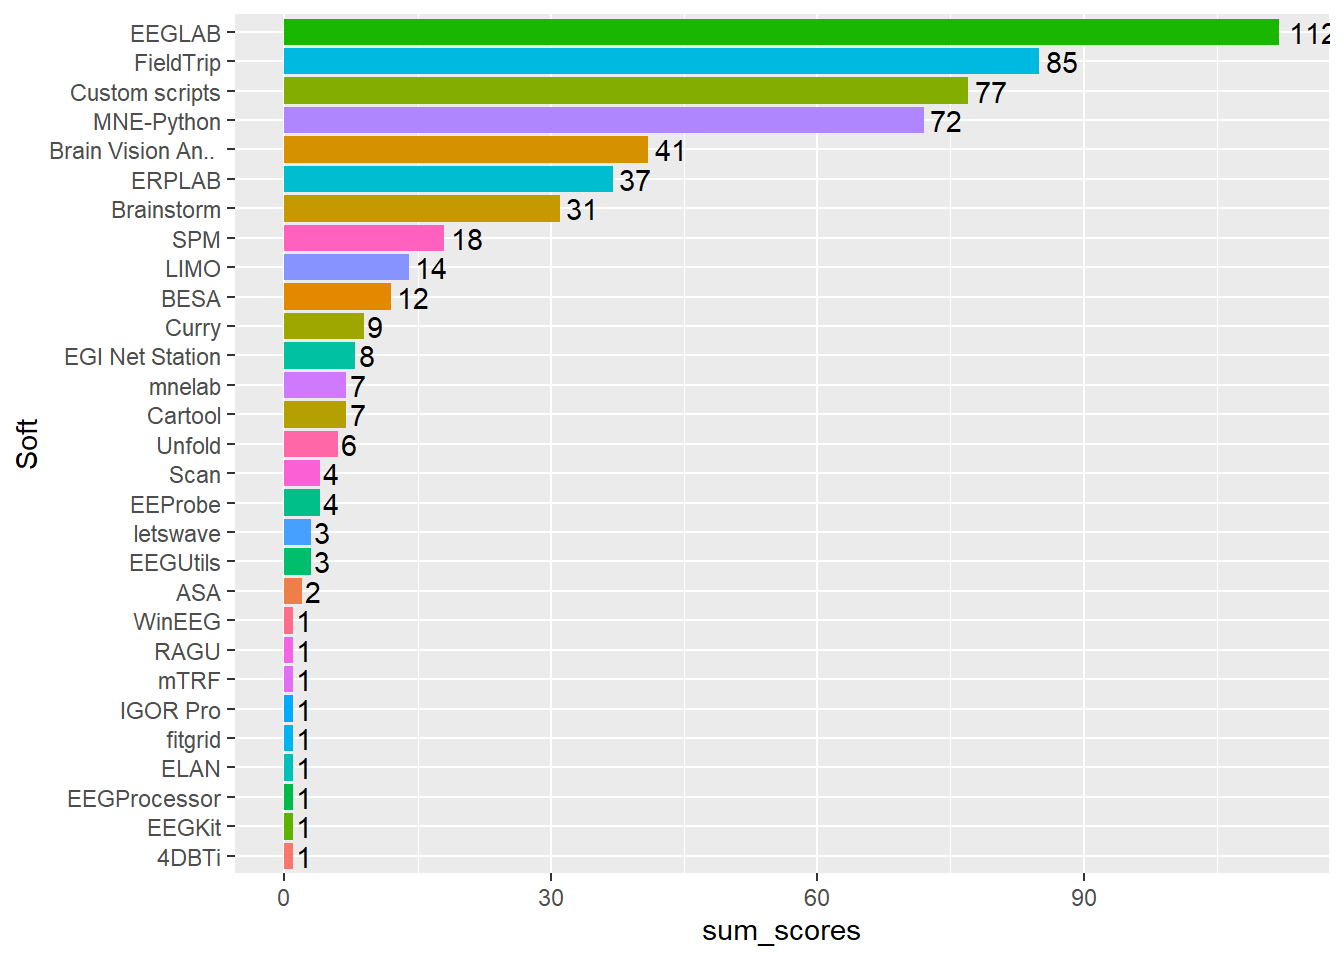 EEGLAB 112
FieldTrip 85
Custom scripts 77
MNE-Python 72
Brain Vision An.. 41
ERPLAB 37
Brainstorm 31
SPM 18
LIMO 14
BESA 12
Curry 9
EGI Net Station 8
mnelab 7
Cartool 7
Unfold 6
Scan 4
EEProbe 4
letswave 3
EEGUtils 3
ASA 2
WinEEG 1
RAGU 1
mTRF 1
IGOR Pro 1
fitgrid 1
ELAN 1
EEGProcessor 1
EEGKit 1
4DBTi 1
Soft
0 30 60 90
sum_scores